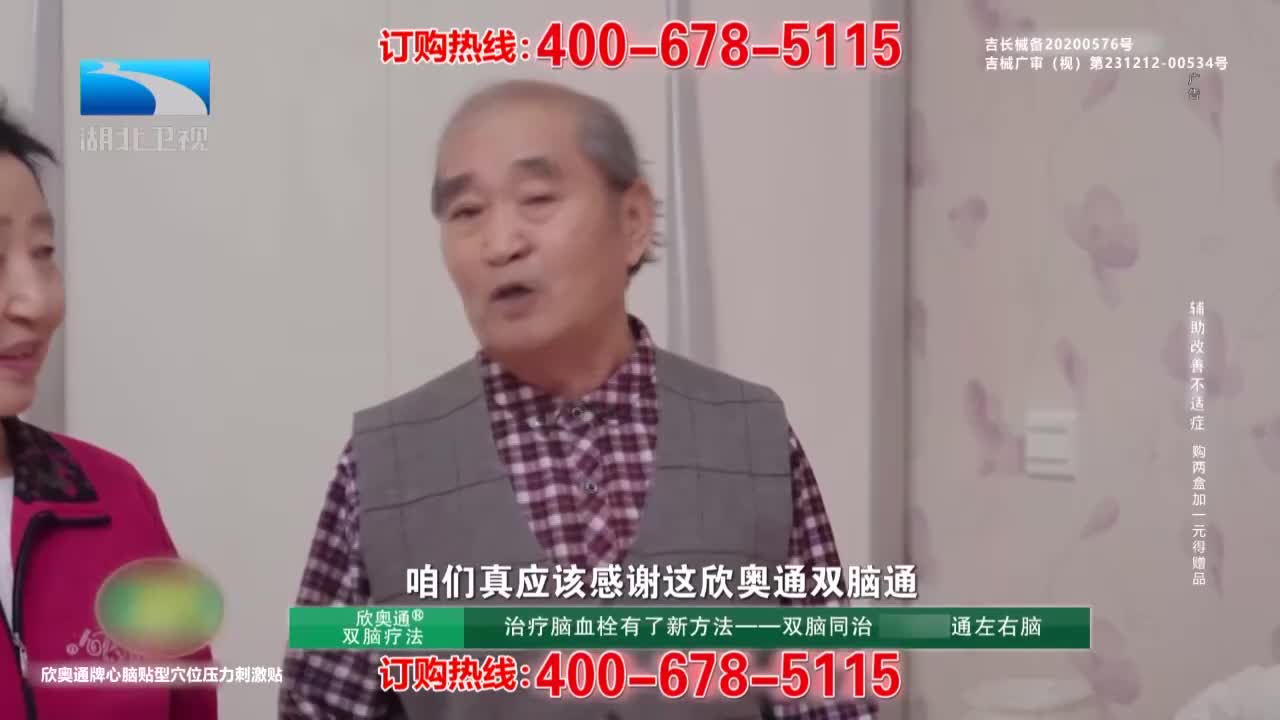 订购热线:400-678-5115
吉长械备20200576号
吉械广审（视）第231212-00534号
广告
湖北卫视
辅助改善不适症 购两盒加一元得赠品
咱们真应该感谢这欣奥通双脑通
欣奥通®
双脑疗法
治疗脑血栓有了新方法——双脑同治
通左右脑
欣奥通牌心脑贴型穴位压力刺激贴
订购热线:400-678-5115